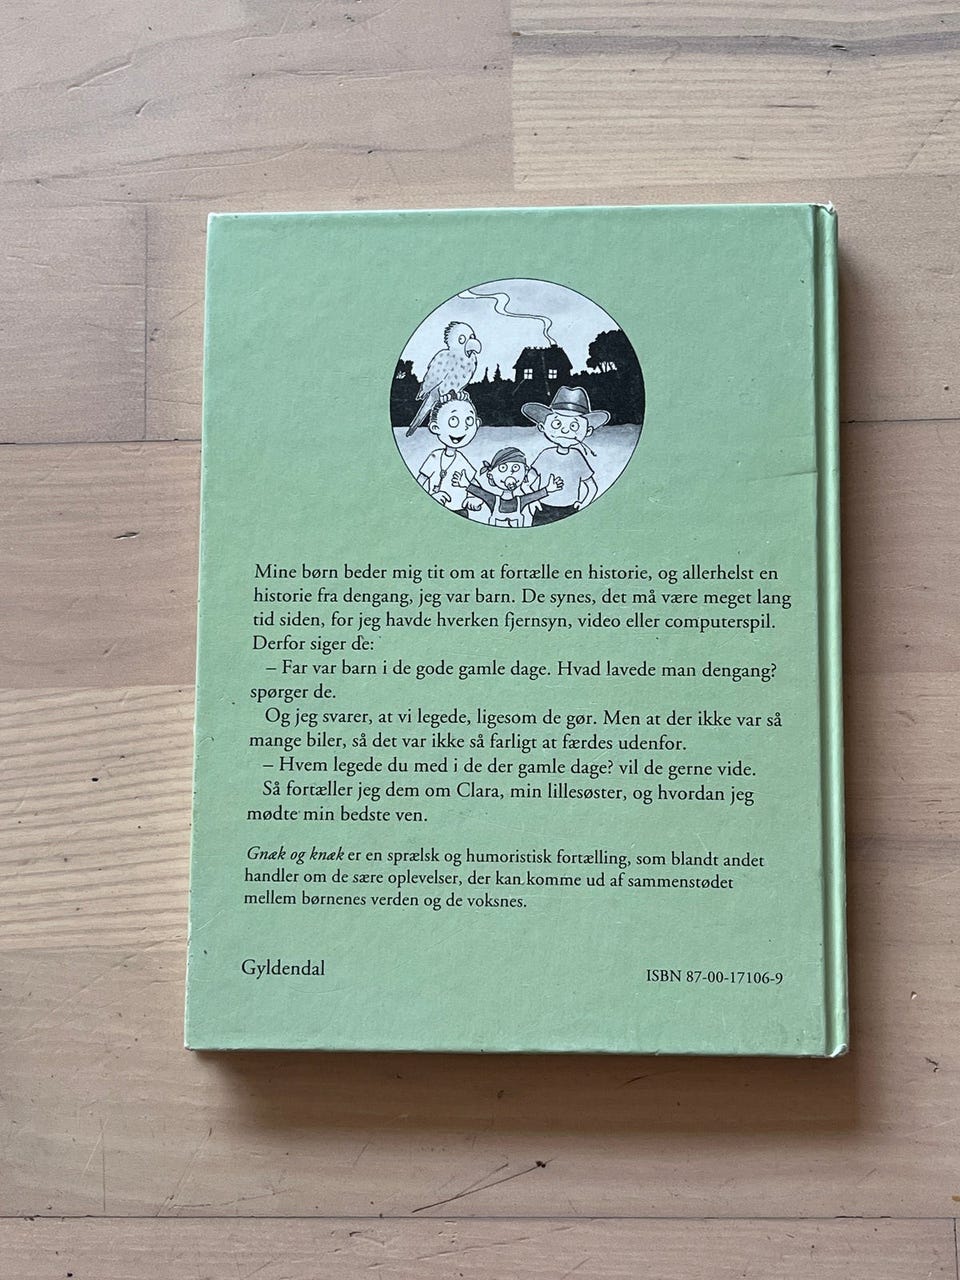 Mine børn beder mig tit om at fortælle en historie, og allerhelst en
historie fra dengang, jeg var barn. De synes, det må være meget lang
tid siden, for jeg havde hverken fjernsyn, video eller computerspil.
Derfor siger de:
– Far var barn i de gode gamle dage. Hvad lavede man dengang?
spørger de.
Og jeg svarer, at vi legede, ligesom de gør. Men at der ikke var så
mange biler, så det var ikke så farligt at færdes udenfor.
– Hvem legede du med i de der gamle dage? vil de gerne vide.
Så fortæller jeg dem om Clara, min lillesøster, og hvordan jeg
mødte min bedste ven.
Gnæk og knæk er en sprælsk og humoristisk fortælling, som blandt andet
handler om de sære oplevelser, der kan komme ud af sammenstødet
mellem børnenes verden og de voksnes.
Gyldendal
ISBN 87-00-17106-9